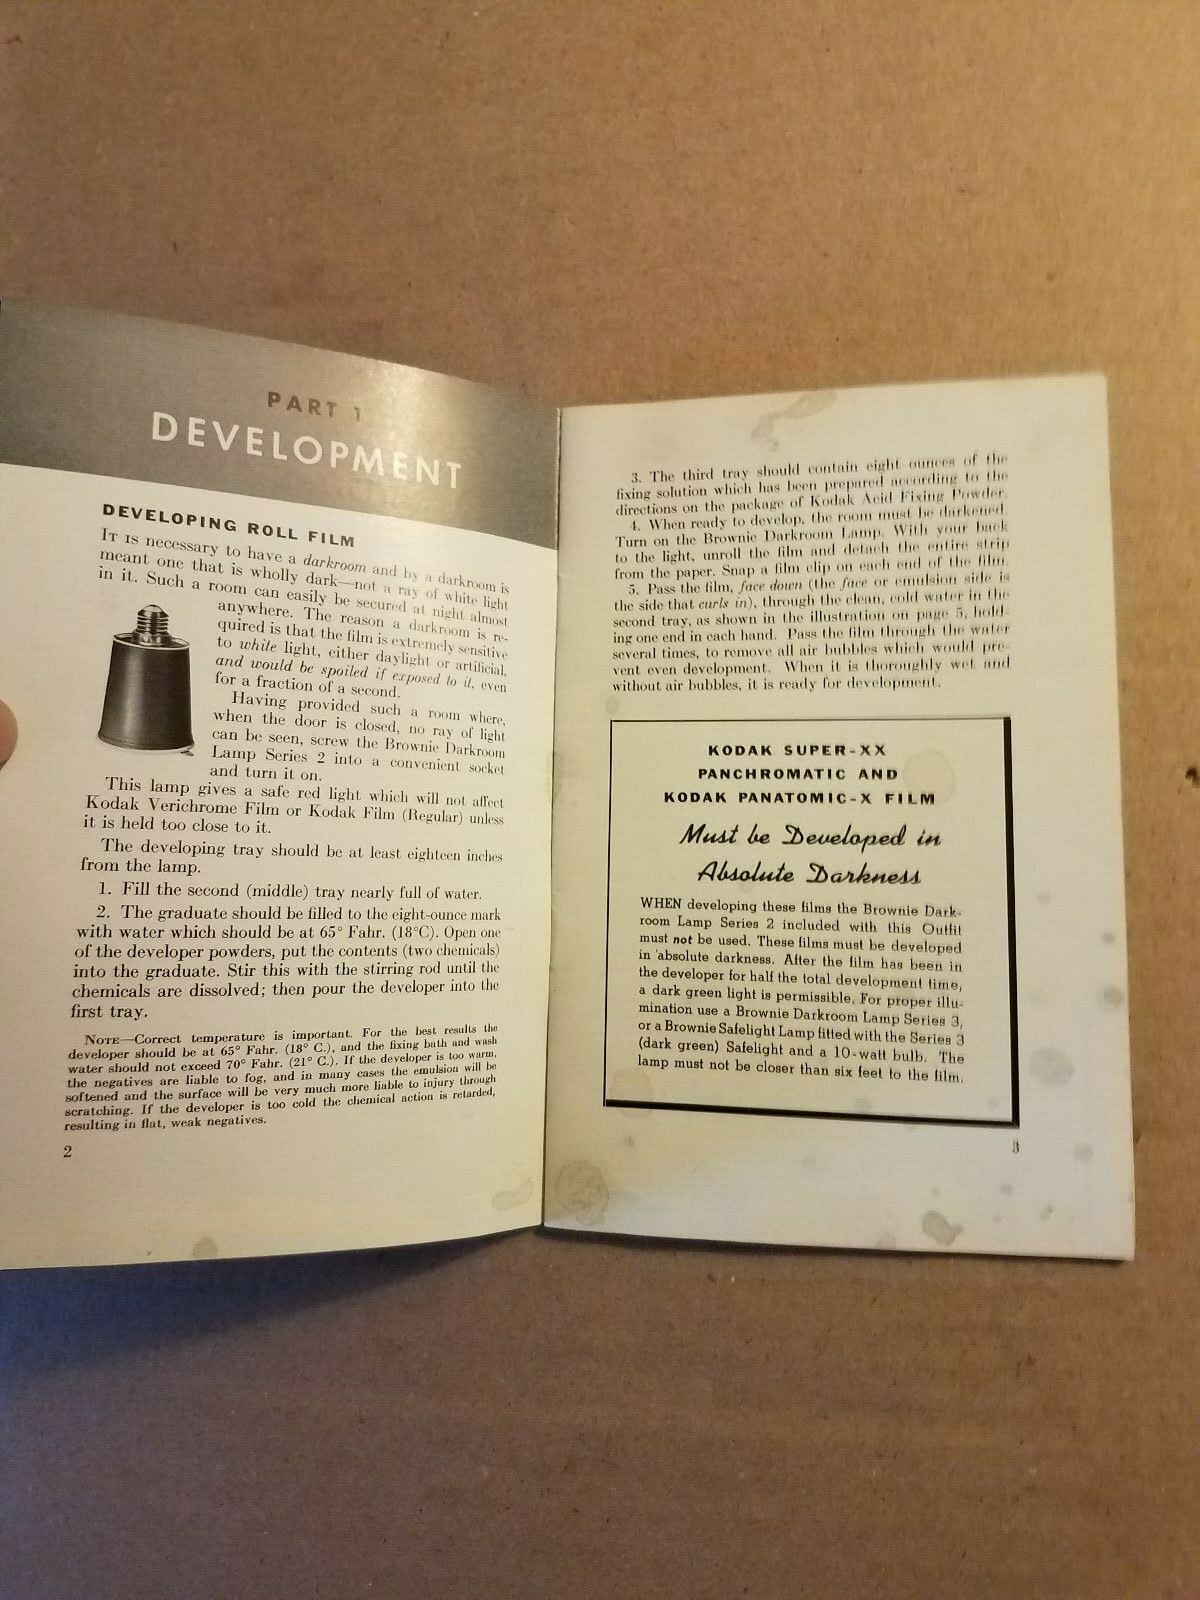 PART 1
DEVELOPMENT
DEVELOPING ROLL FILM
IT IS necessary to have a darkroom and by a darkroom is
meant one that is wholly dark—not a ray of white light
in it. Such a room can easily be secured at night almost
anywhere. The reason a darkroom is re-
quired is that the film is extremely sensitive
to white light, either daylight or artificial,
and would be spoiled if exposed to it, even
for a fraction of a second.
Having provided such a room where,
when the door is closed, no ray of light
can be seen, screw the Brownie Darkroom
Lamp Series 2 into a convenient socket
and turn it on.
This lamp gives a safe red light which will not affect
Kodak Verichrome Film or Kodak Film (Regular) unless
it is held too close to it.
The developing tray should be at least eighteen inches
from the lamp.
1. Fill the second (middle) tray nearly full of water.
2. The graduate should be filled to the eight-ounce mark
with water which should be at 65° Fahr. (18°C). Open one
of the developer powders, put the contents (two chemicals)
into the graduate. Stir this with the stirring rod until the
chemicals are dissolved; then pour the developer into the
first tray.
NOTE—Correct temperature is important. For the best results the
developer should be at 65° Fahr. (18° C.), and the fixing bath and wash
water should not exceed 70° Fahr. (21° C.). If the developer is too warm,
the negatives are liable to fog, and in many cases the emulsion will be
softened and the surface will be very much more liable to injury through
scratching. If the developer is too cold the chemical action is retarded,
resulting in flat, weak negatives.
2
3. The third tray should contain eight ounces of the
fixing solution which has been prepared according to the
directions on the package of Kodak Acid Fixing Powder.
4. When ready to develop, the room must be darkened.
Turn on the Brownie Darkroom Lamp. With your back
to the light, unroll the film and detach the entire strip
from the paper. Snap a film clip on each end of the film.
5. Pass the film, face down (the face or emulsion side is
the side that curls in), through the clean, cold water in the
second tray, as shown in the illustration on page 5, hold-
ing one end in each hand. Pass the film through the water
several times, to remove all air bubbles which would pre-
vent even development. When it is thoroughly wet and
without air bubbles, it is ready for development.
KODAK SUPER-XX
PANCHROMATIC AND
KODAK PANATOMIC-X FILM
Must be Developed in
Absolute Darkness
WHEN developing these films the Brownie Dark-
room Lamp Series 2 included with this Outfit
must not be used. These films must be developed
in absolute darkness. After the film has been in
the developer for half the total development time,
a dark green light is permissible. For proper illu-
mination use a Brownie Darkroom Lamp Series 3,
or a Brownie Safelight Lamp fitted with the Series 3
(dark green) Safelight and a 10-watt bulb. The
lamp must not be closer than six feet to the film.
3